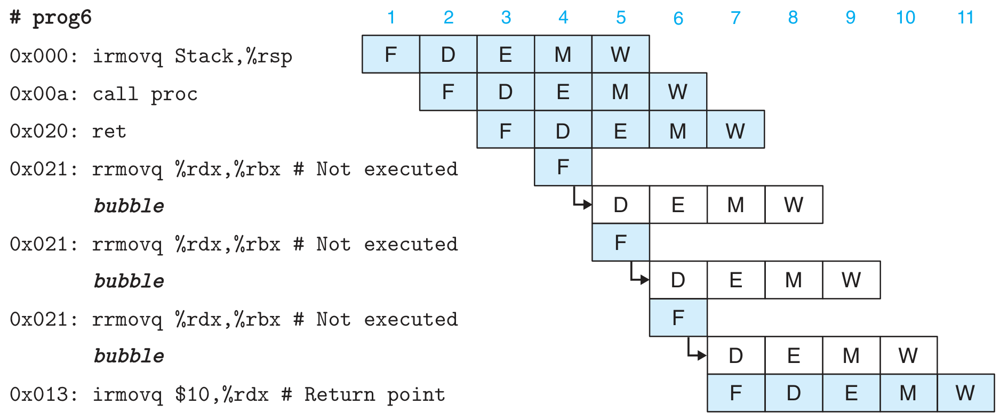 # prog6 1 2 3 4 5 6 7 8 9 10 11
0x000: irmovq Stack,%rsp F D E M W
0x00a: call proc F D E M W
0x020: ret F D E M W
0x021: rrmovq %rdx,%rbx # Not executed F
bubble D E M W
0x021: rrmovq %rdx,%rbx # Not executed F
bubble D E M W
0x021: rrmovq %rdx,%rbx # Not executed F
bubble D E M W
0x013: irmovq $10,%rdx # Return point F D E M W